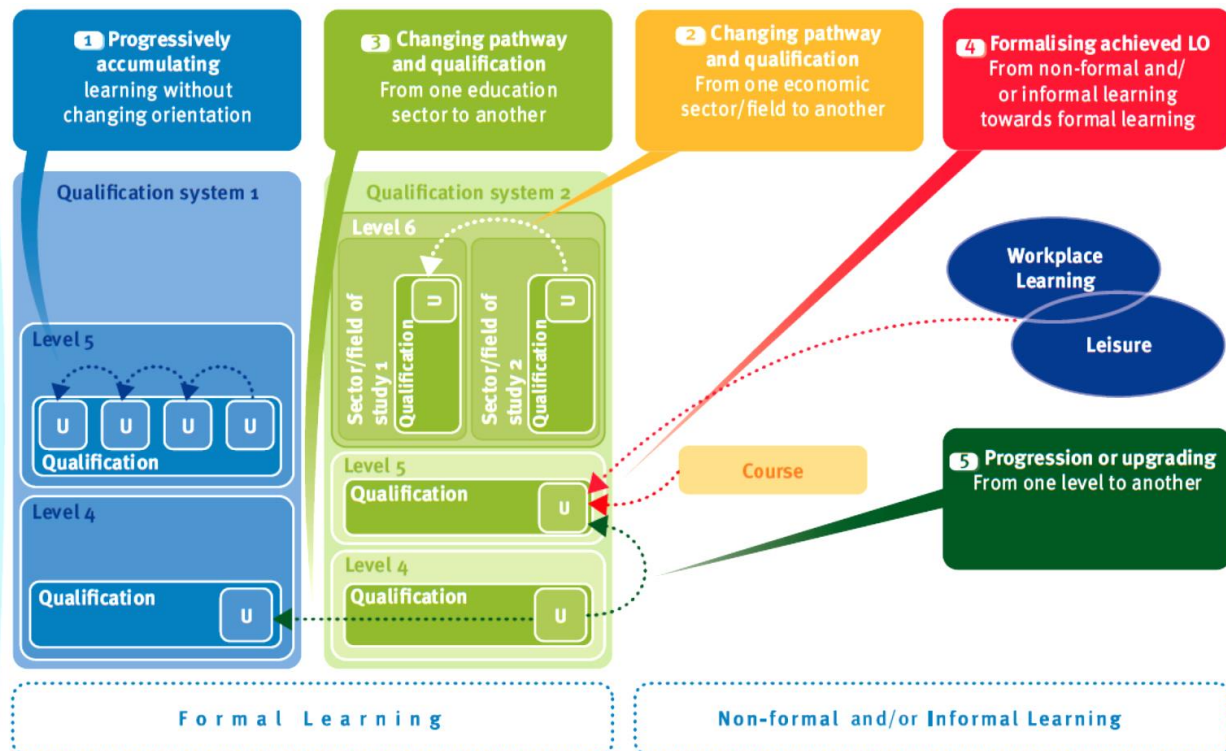 1 Progressively
accumulating
learning without
changing orientation
3 Changing pathway
and qualification
From one education
sector to another
2 Changing pathway
and qualification
From one economic
sector/field to another
4 Formalising achieved LO
From non-formal and/
or informal learning
towards formal learning
Qualification system 1
Level 5
U U U U
Qualification
Level 4
Qualification
U
Qualification system 2
Level 6
Sector/field of
study 1
Qualification
U
Sector/field of
study 2
Qualification
U
Level 5
Qualification
U
Level 4
Qualification
U
Workplace
Learning
Leisure
Course
5 Progression or upgrading
From one level to another
Formal Learning
Non-formal and/or Informal Learning